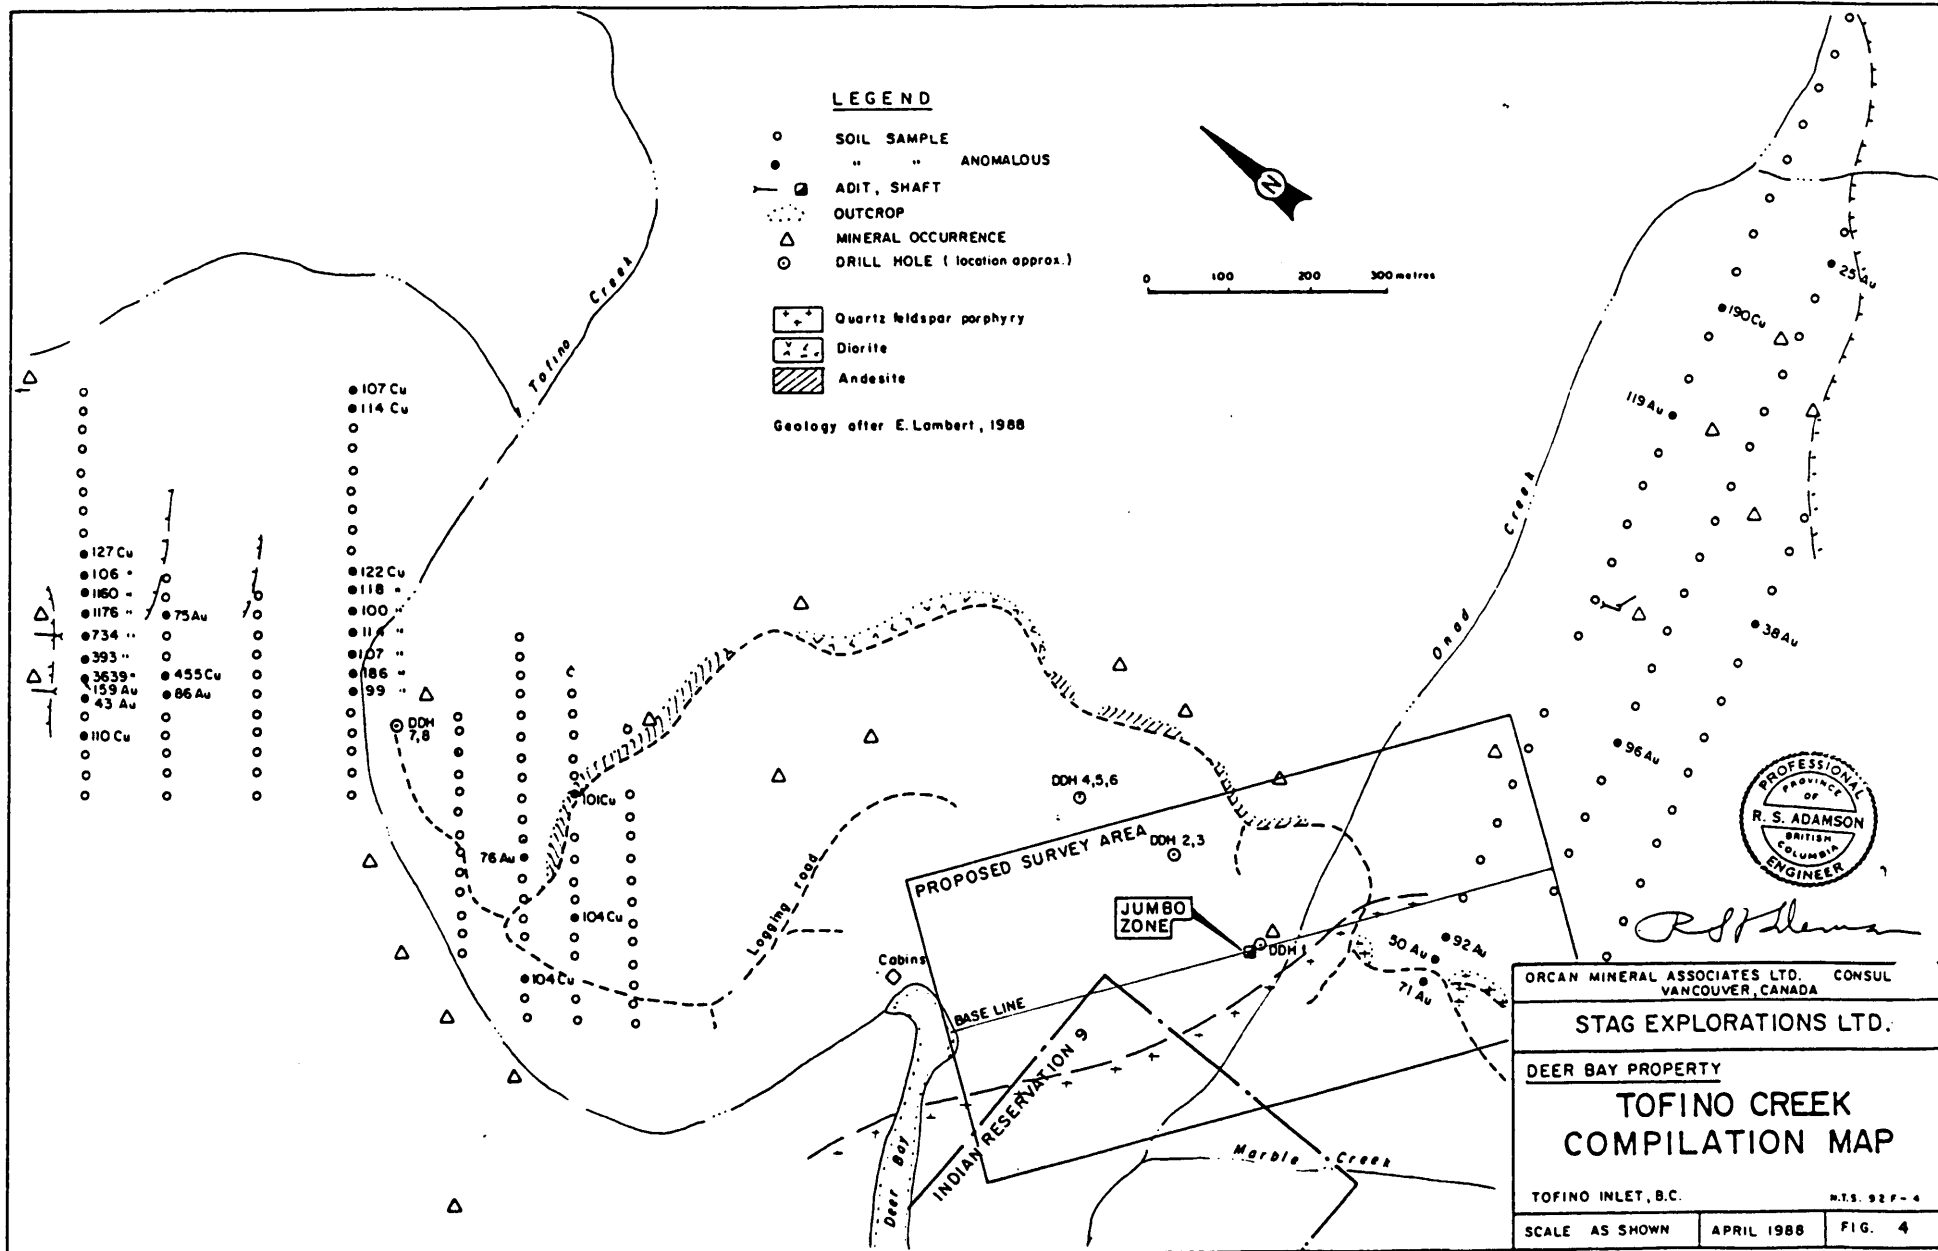 LEGEND
SOIL SAMPLE
" " ANOMALOUS
ADIT, SHAFT
OUTCROP
MINERAL OCCURRENCE
DRILL HOLE ( location approx.)
Quartz feldspar porphyry
Diorite
Andesite
Geology after E. Lambert, 1988
N
0 100 200 300 metres
Tofino Creek
Onad Creek
25 Au
190 Cu
119 Au
38 Au
96 Au
107 Cu
114 Cu
127 Cu
106 "
1160 "
1176 "
734 "
393 "
3639 "
159 Au
43 Au
110 Cu
75 Au
455 Cu
86 Au
122 Cu
118 "
100 "
114 "
107 "
186 "
99 "
DDH
7,8
101 Cu
76 Au
104 Cu
104 Cu
Logging road
Cabins
DDH 4,5,6
PROPOSED SURVEY AREA
DDH 2,3
JUMBO
ZONE
DDH 1
BASE LINE
50 Au
92 Au
71 Au
INDIAN RESERVATION 9
Deer Bay
Marble Creek
PROFESSIONAL
PROVINCE
OF
R. S. ADAMSON
BRITISH
COLUMBIA
ENGINEER
ORCAN MINERAL ASSOCIATES LTD. CONSUL
VANCOUVER, CANADA
STAG EXPLORATIONS LTD.
DEER BAY PROPERTY
TOFINO CREEK
COMPILATION MAP
TOFINO INLET, B.C.
N.T.S. 92 F - 4
SCALE AS SHOWN
APRIL 1988
FIG. 4